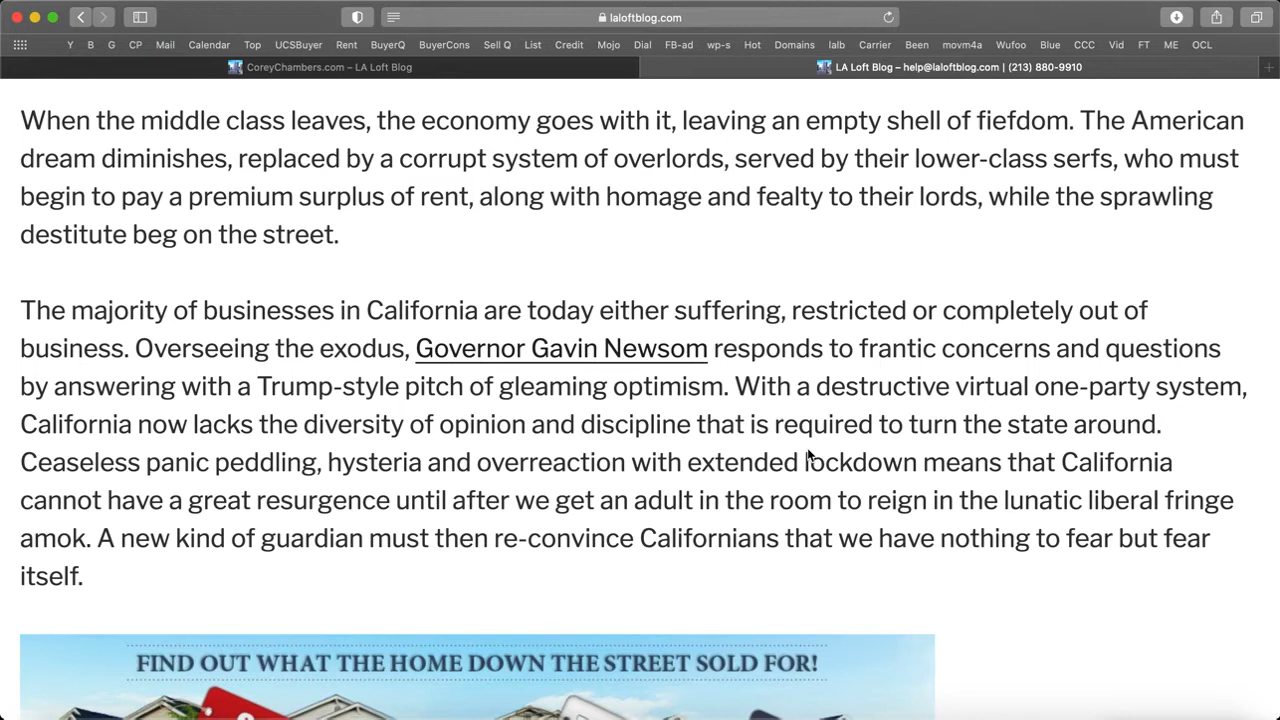 laloftblog.com
Y B G CP Mail Calendar Top UCSBuyer Rent BuyerQ BuyerCons Sell Q List Credit Mojo Dial FB-ad wp-s Hot Domains lalb Carrier Been movm4a Wufoo Blue CCC Vid FT ME OCL
CoreyChambers.com – LA Loft Blog
LA Loft Blog – help@laloftblog.com | (213) 880-9910
When the middle class leaves, the economy goes with it, leaving an empty shell of fiefdom. The American
dream diminishes, replaced by a corrupt system of overlords, served by their lower-class serfs, who must
begin to pay a premium surplus of rent, along with homage and fealty to their lords, while the sprawling
destitute beg on the street.
The majority of businesses in California are today either suffering, restricted or completely out of
business. Overseeing the exodus, Governor Gavin Newsom responds to frantic concerns and questions
by answering with a Trump-style pitch of gleaming optimism. With a destructive virtual one-party system,
California now lacks the diversity of opinion and discipline that is required to turn the state around.
Ceaseless panic peddling, hysteria and overreaction with extended lockdown means that California
cannot have a great resurgence until after we get an adult in the room to reign in the lunatic liberal fringe
amok. A new kind of guardian must then re-convince Californians that we have nothing to fear but fear
itself.
FIND OUT WHAT THE HOME DOWN THE STREET SOLD FOR!